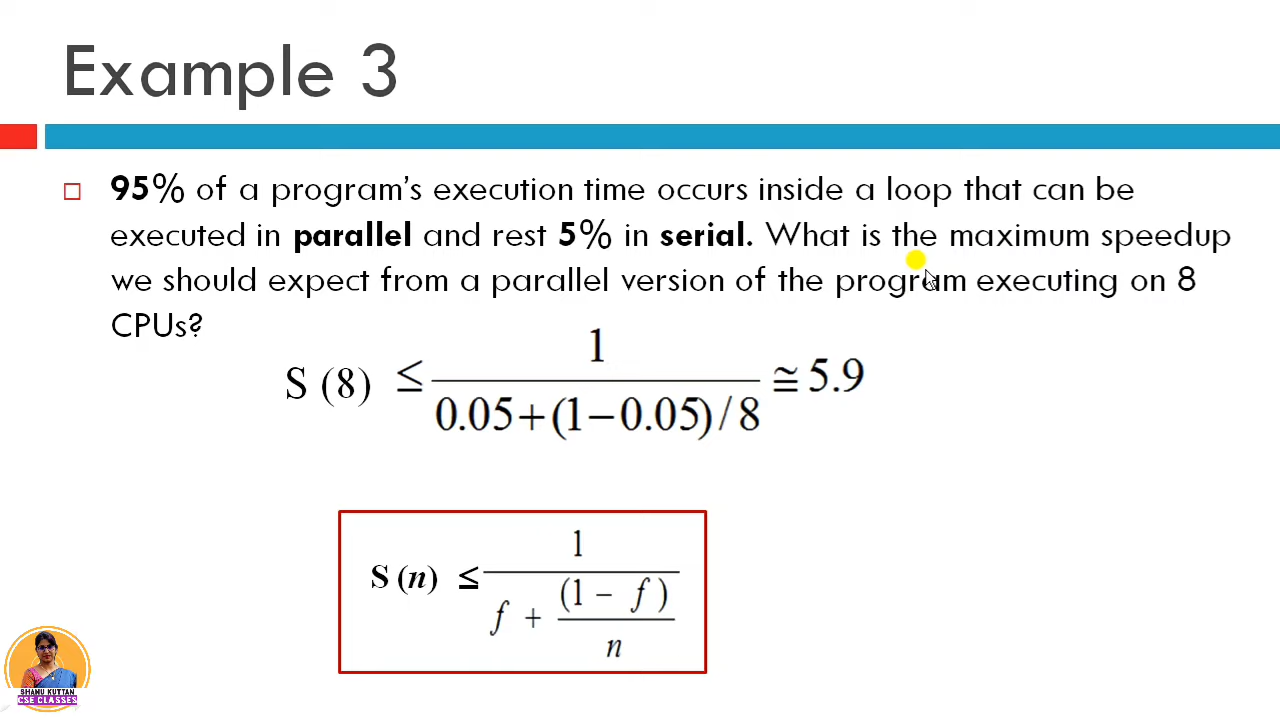 Example 3
95% of a program's execution time occurs inside a loop that can be
executed in parallel and rest 5% in serial. What is the maximum speedup
we should expect from a parallel version of the program executing on 8
CPUs?
S (8) ≤ 1 / 0.05+(1−0.05)/8 ≅ 5.9
S (n) ≤ 1 / f + (1 − f) / n
SHANU KUTTAN
CSE CLASSES